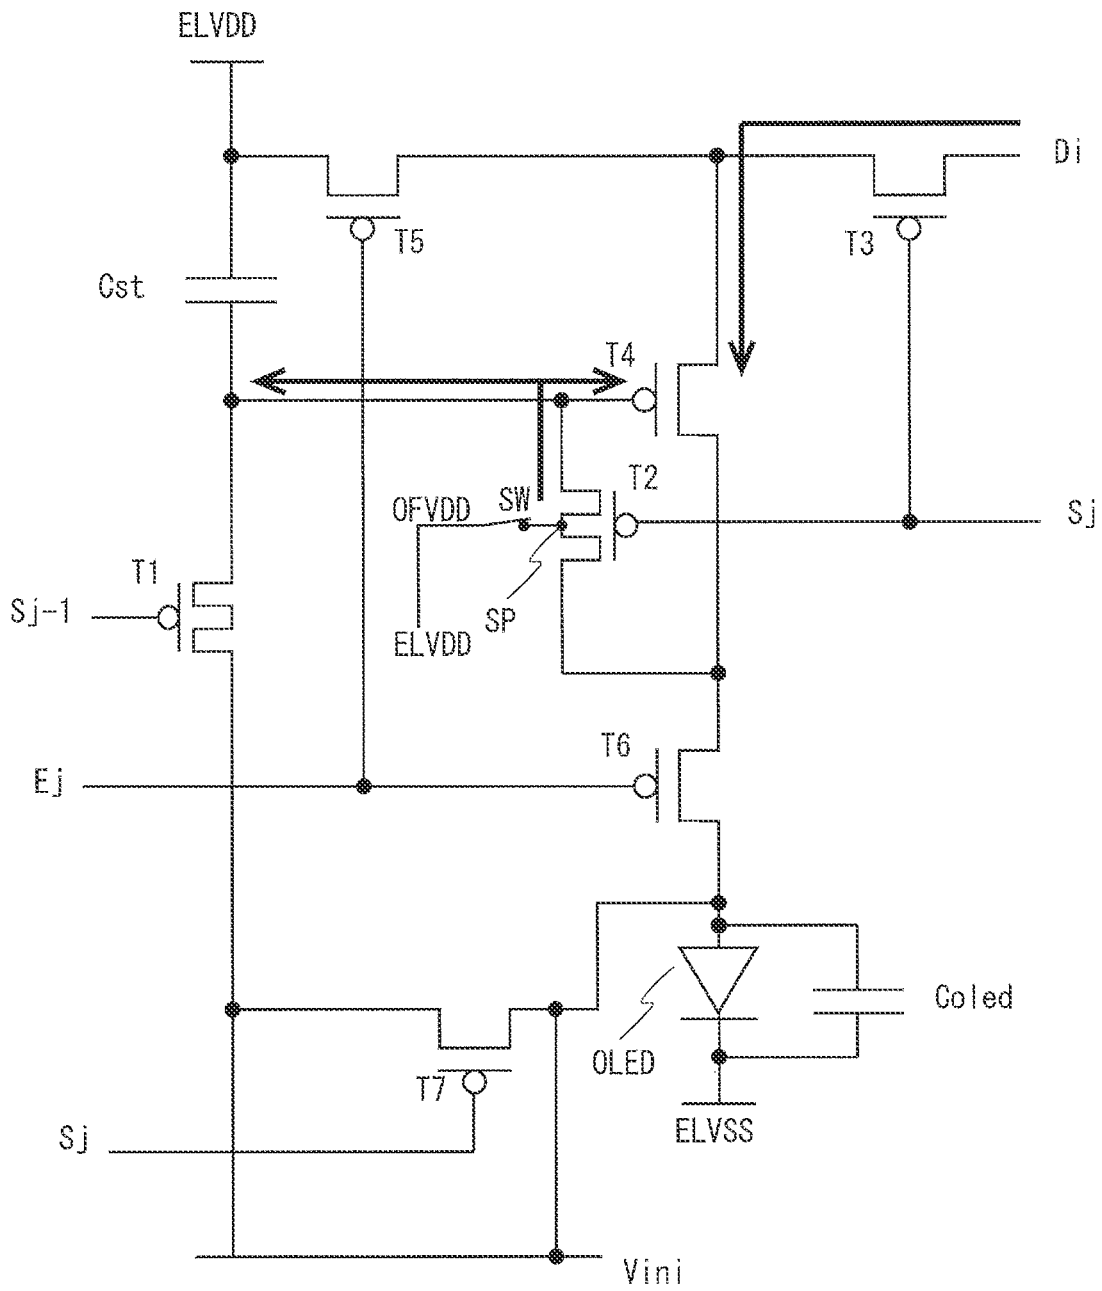 ELVDD
Di
T5
T3
Cst
T4
T2
SW
OFVDD
Sj
T1
Sj-1
SP
ELVDD
T6
Ej
Coled
OLED
T7
ELVSS
Sj
Vini